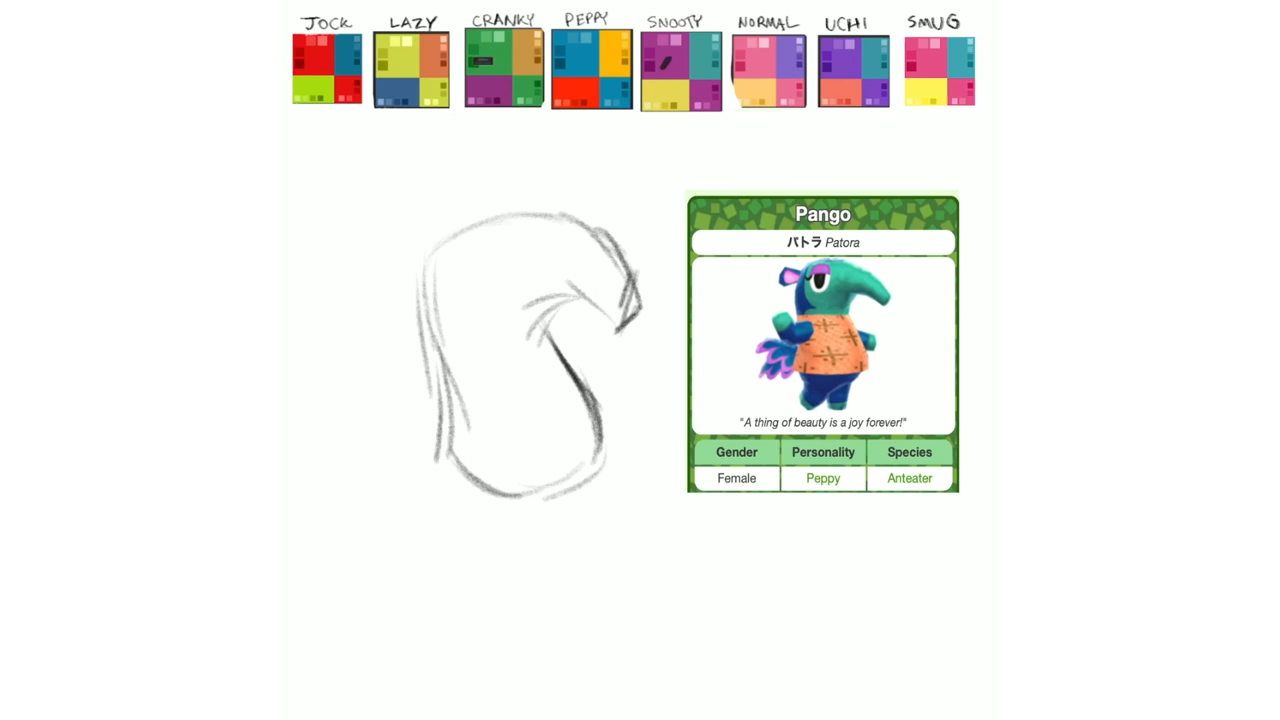 JOCK LAZY CRANKY PEPPY SNOOTY NORMAL UCHI SMUG
Pango
パトラ Patora
"A thing of beauty is a joy forever!"
Gender Personality Species
Female Peppy Anteater